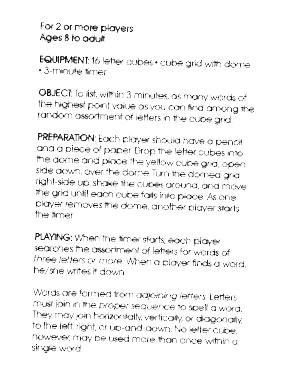 For 2 or more players
Ages 8 to adult
EQUIPMENT: 16 letter cubes • cube grid with dome
• 3-minute timer
OBJECT: To list, within 3 minutes, as many words of
the highest point value as you can find among the
random assortment of letters in the cube grid.
PREPARATION: Each player should have a pencil
and a piece of paper. Drop the letter cubes into
the dome and place the yellow cube grid, open
side down, over the dome. Turn the domed grid
right-side up, shake the cubes around, and move
the grid until each cube falls into place. As one
player removes the dome, another player starts
the timer.
PLAYING: When the timer starts, each player
searches the assortment of letters for words of
three letters or more. When a player finds a word,
he/she writes it down.
Words are formed from adjoining letters. Letters
must join in the proper sequence to spell a word.
They may join horizontally, vertically, or diagonally,
to the left, right, or up-and-down. No letter cube,
however, may be used more than once within a
single word.